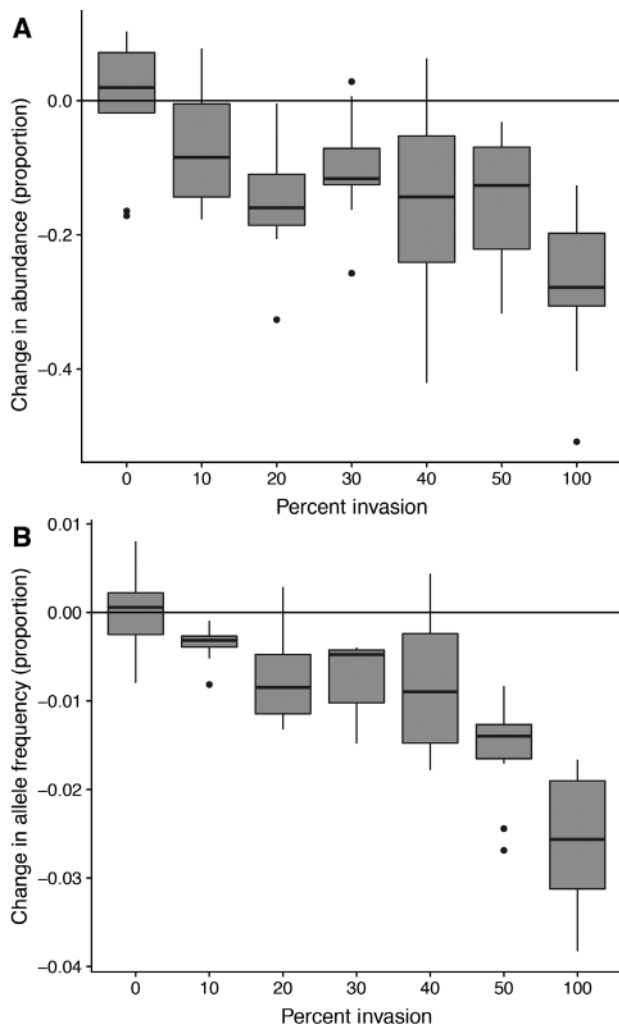 A
Change in abundance (proportion)
0.0
−0.2
−0.4
0 10 20 30 40 50 100
Percent invasion
B
Change in allele frequency (proportion)
0.01
0.00
−0.01
−0.02
−0.03
−0.04
0 10 20 30 40 50 100
Percent invasion